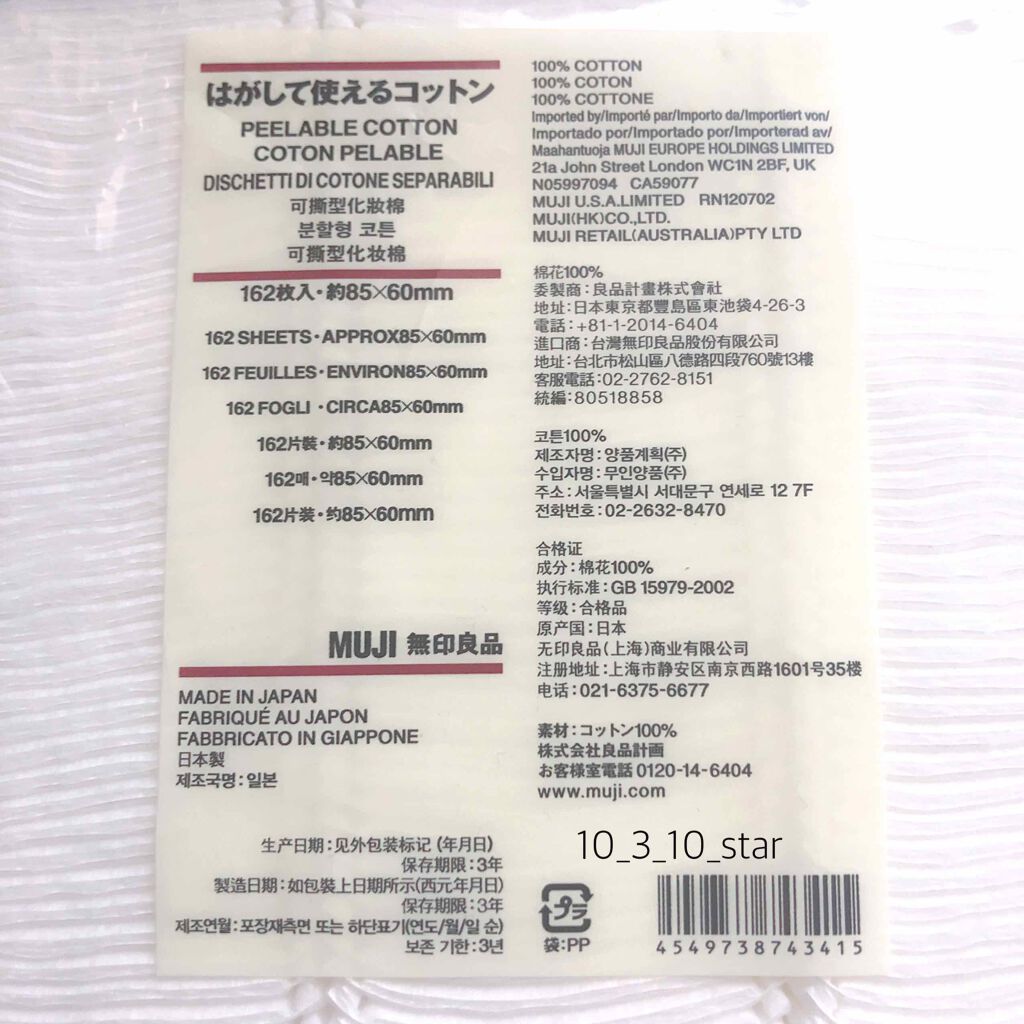 はがして使えるコットン
PEELABLE COTTON
COTON PELABLE
DISCHETTI DI COTONE SEPARABILI
可撕型化妝棉
분할형 코튼
可撕型化妆棉
162枚入・約85×60mm
162 SHEETS・APPROX85×60mm
162 FEUILLES・ENVIRON85×60mm
162 FOGLI ・CIRCA85×60mm
162片裝・約85×60mm
162매・약85×60mm
162片装・约85×60mm
MUJI 無印良品
MADE IN JAPAN
FABRIQUÉ AU JAPON
FABBRICATO IN GIAPPONE
日本製
제조국명:일본
生产日期:见外包装标记 (年月日)
保存期限:3年
製造日期:如包裝上日期所示(西元年月日)
保存期限:3年
제조연월:포장재측면 또는 하단표기(연도/월/일 순)
보존 기한:3년
100% COTTON
100% COTON
100% COTTONE
Imported by/Importé par/Importo da/Importiert von/
Importado por/Importado por/Importerad av/
Maahantuoja MUJI EUROPE HOLDINGS LIMITED
21a John Street London WC1N 2BF, UK
N05997094 CA59077
MUJI U.S.A.LIMITED RN120702
MUJI(HK)CO.,LTD.
MUJI RETAIL(AUSTRALIA)PTY LTD
棉花100%
委製商:良品計畫株式會社
地址:日本東京都豐島區東池袋4-26-3
電話:+81-1-2014-6404
進口商:台灣無印良品股份有限公司
地址:台北市松山區八德路四段760號13樓
客服電話:02-2762-8151
統編:80518858
코튼100%
제조자명:양품계획(주)
수입자명:무인양품(주)
주소:서울특별시 서대문구 연세로 12 7F
전화번호:02-2632-8470
合格证
成分:棉花100%
执行标准:GB 15979-2002
等级:合格品
原产国:日本
无印良品(上海)商业有限公司
注册地址:上海市静安区南京西路1601号35楼
电话:021-6375-6677
素材:コットン100%
株式会社良品計画
お客様室電話 0120-14-6404
www.muji.com
10_3_10_star
プラ
袋:PP
4549738743415